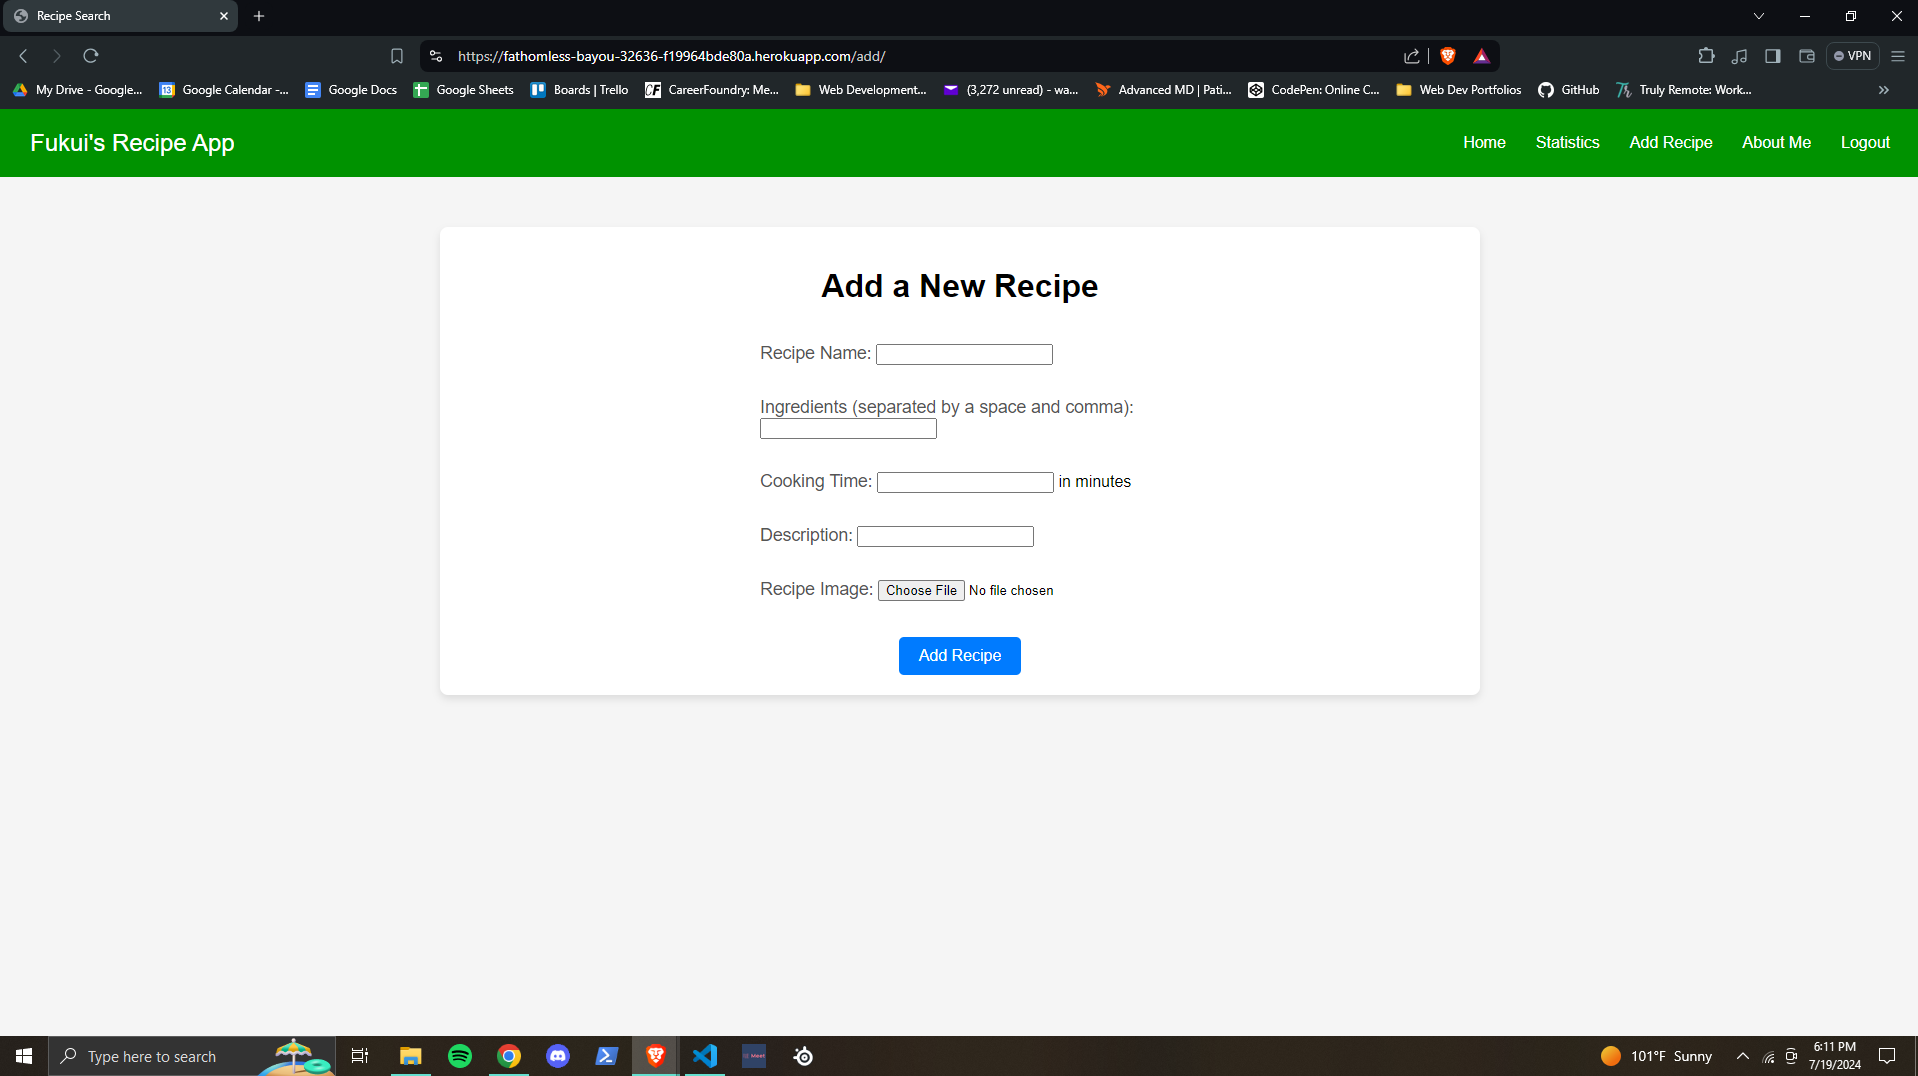 Recipe Search
https://fathomless-bayou-32636-f19964bde80a.herokuapp.com/add/
VPN
My Drive - Google...
13
Google Calendar -...
Google Docs
Google Sheets
Boards | Trello
CF
CareerFoundry: Me...
Web Development...
(3,272 unread) - wa...
Advanced MD | Pati...
CodePen: Online C...
Web Dev Portfolios
GitHub
Truly Remote: Work...
Fukui's Recipe App
Home
Statistics
Add Recipe
About Me
Logout
Add a New Recipe
Recipe Name:
Ingredients (separated by a space and comma):
Cooking Time: in minutes
Description:
Recipe Image: Choose File No file chosen
Add Recipe
Type here to search
101°F Sunny
6:11 PM
7/19/2024